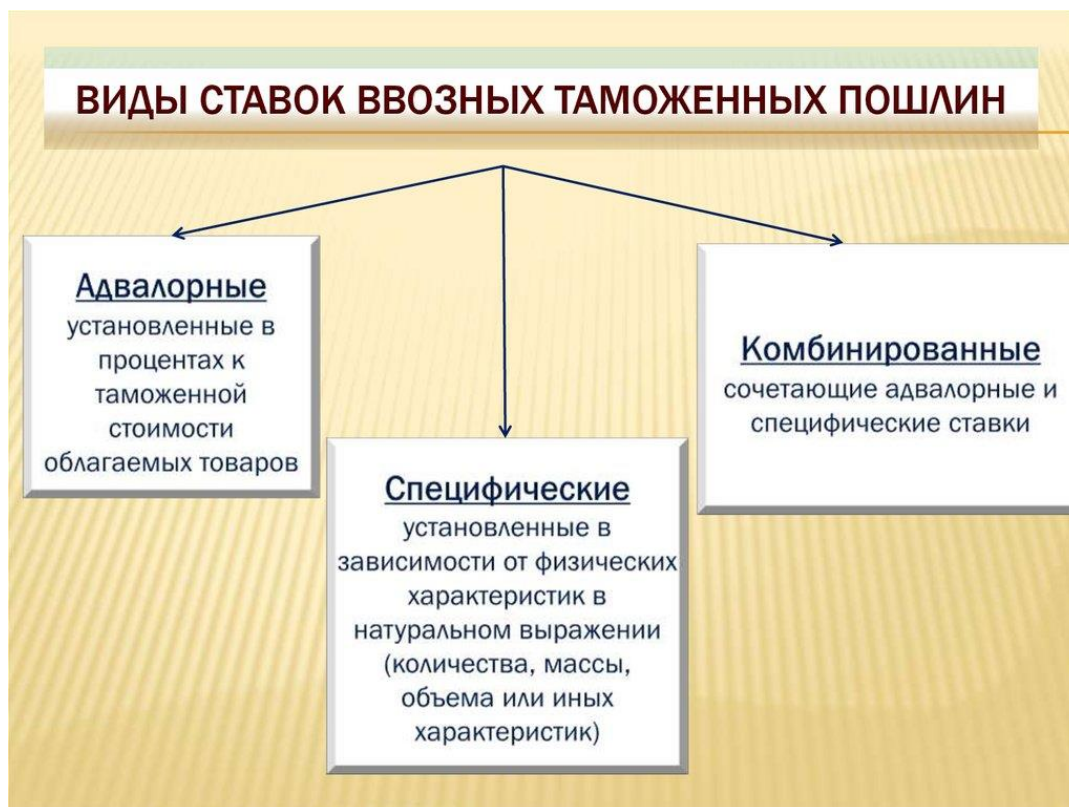 ВИДЫ СТАВОК ВВОЗНЫХ ТАМОЖЕННЫХ ПОШЛИН
Адвалорные
установленные в
процентах к
таможенной
стоимости
облагаемых товаров
Специфические
установленные в
зависимости от физических
характеристик в
натуральном выражении
(количества, массы,
объема или иных
характеристик)
Комбинированные
сочетающие адвалорные и
специфические ставки